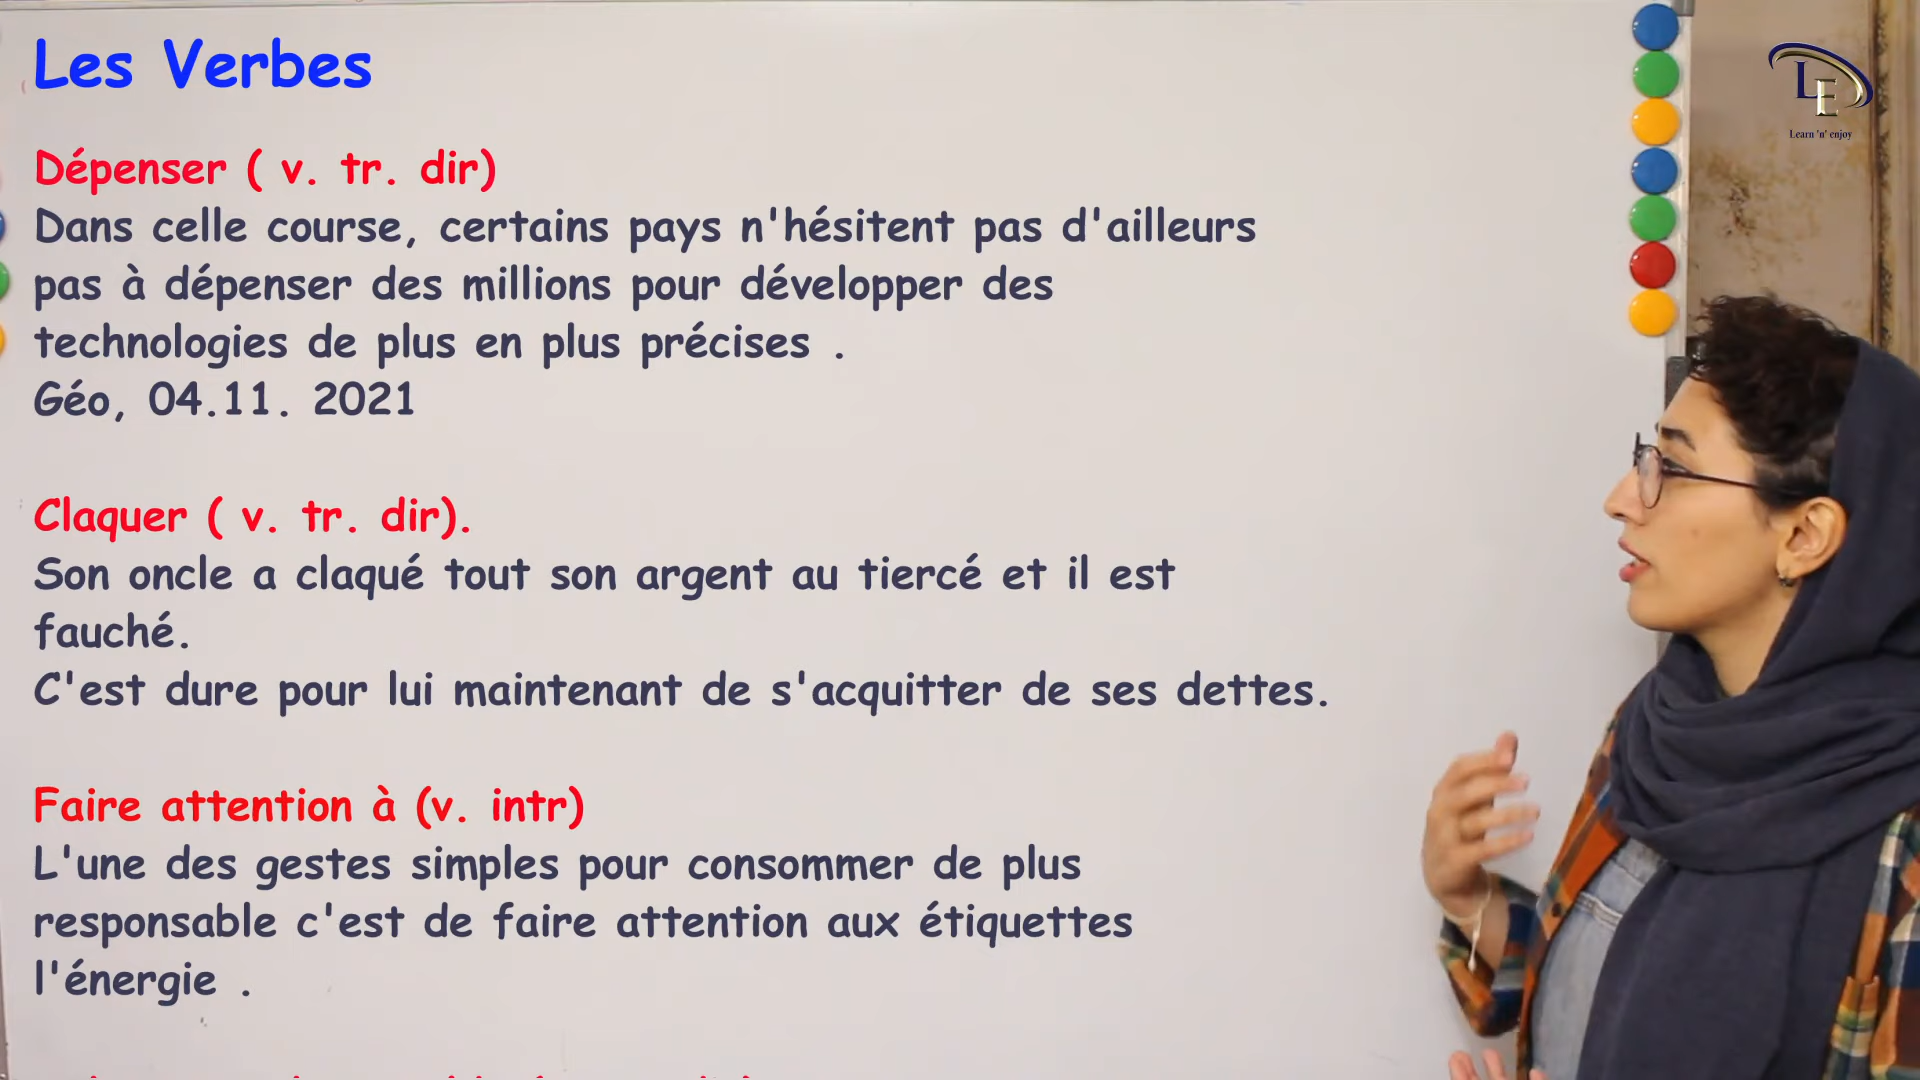 Les Verbes
Dépenser ( v. tr. dir)
Dans celle course, certains pays n'hésitent pas d'ailleurs
pas à dépenser des millions pour développer des
technologies de plus en plus précises .
Géo, 04.11. 2021
Claquer ( v. tr. dir).
Son oncle a claqué tout son argent au tiercé et il est
fauché.
C'est dure pour lui maintenant de s'acquitter de ses dettes.
Faire attention à (v. intr)
L'une des gestes simples pour consommer de plus
responsable c'est de faire attention aux étiquettes
l'énergie .
LE
Learn 'n' enjoy